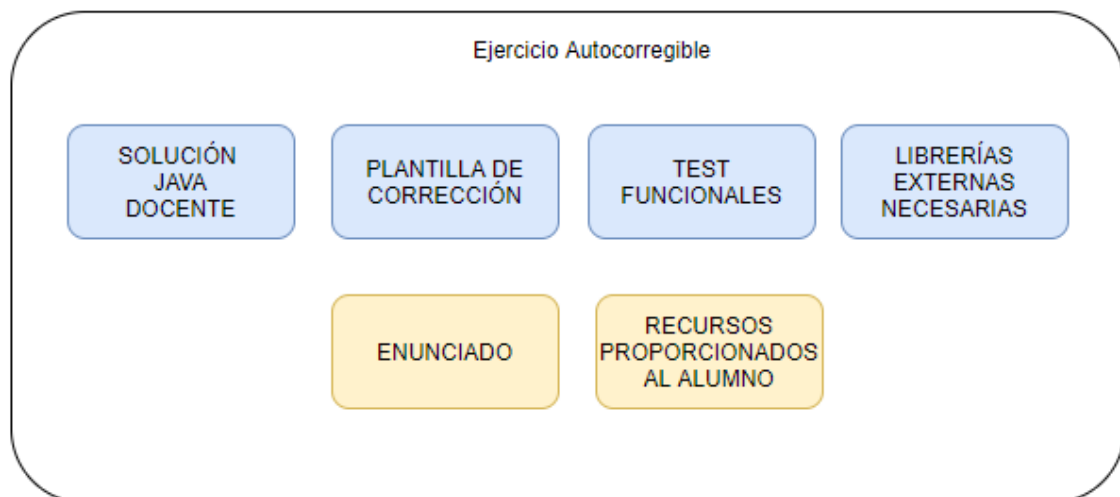 Ejercicio Autocorregible
SOLUCIÓN
JAVA
DOCENTE
PLANTILLA DE
CORRECCIÓN
TEST
FUNCIONALES
LIBRERÍAS
EXTERNAS
NECESARIAS
ENUNCIADO
RECURSOS
PROPORCIONADOS
AL ALUMNO